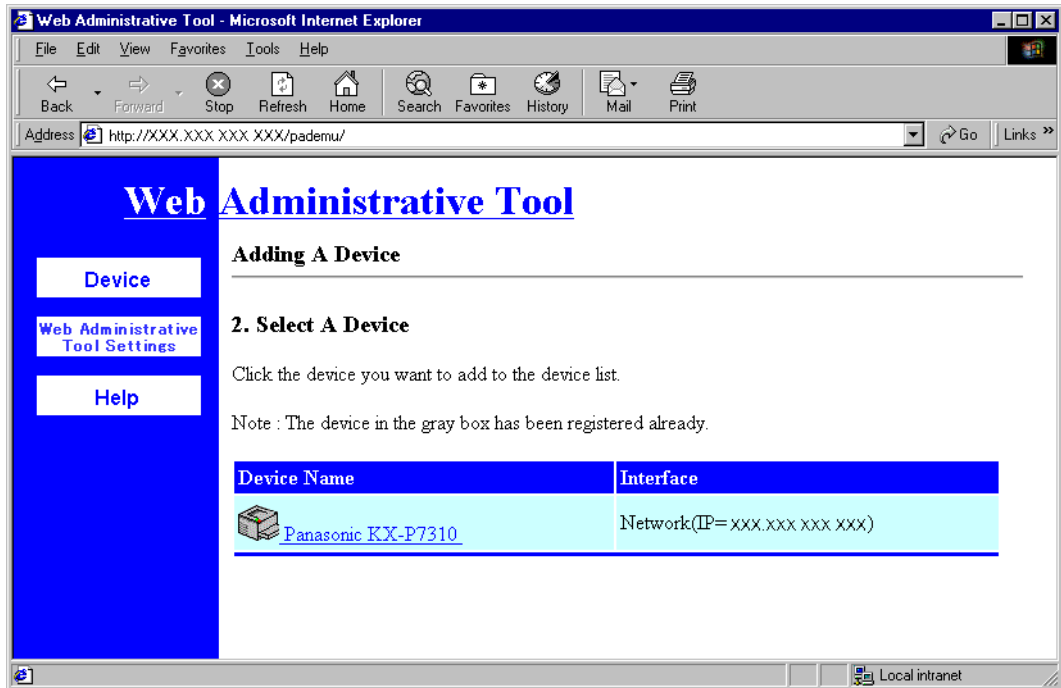 Web Administrative Tool - Microsoft Internet Explorer
File Edit View Favorites Tools Help
Back Forward Stop Refresh Home Search Favorites History Mail Print
Address http://XXX.XXX XXX XXX/pademu/ Go Links »
Web Administrative Tool
Device
Web Administrative
Tool Settings
Help
Adding A Device
2. Select A Device
Click the device you want to add to the device list.
Note : The device in the gray box has been registered already.
Device Name Interface
Panasonic KX-P7310 Network(IP= XXX.XXX XXX XXX)
Local intranet